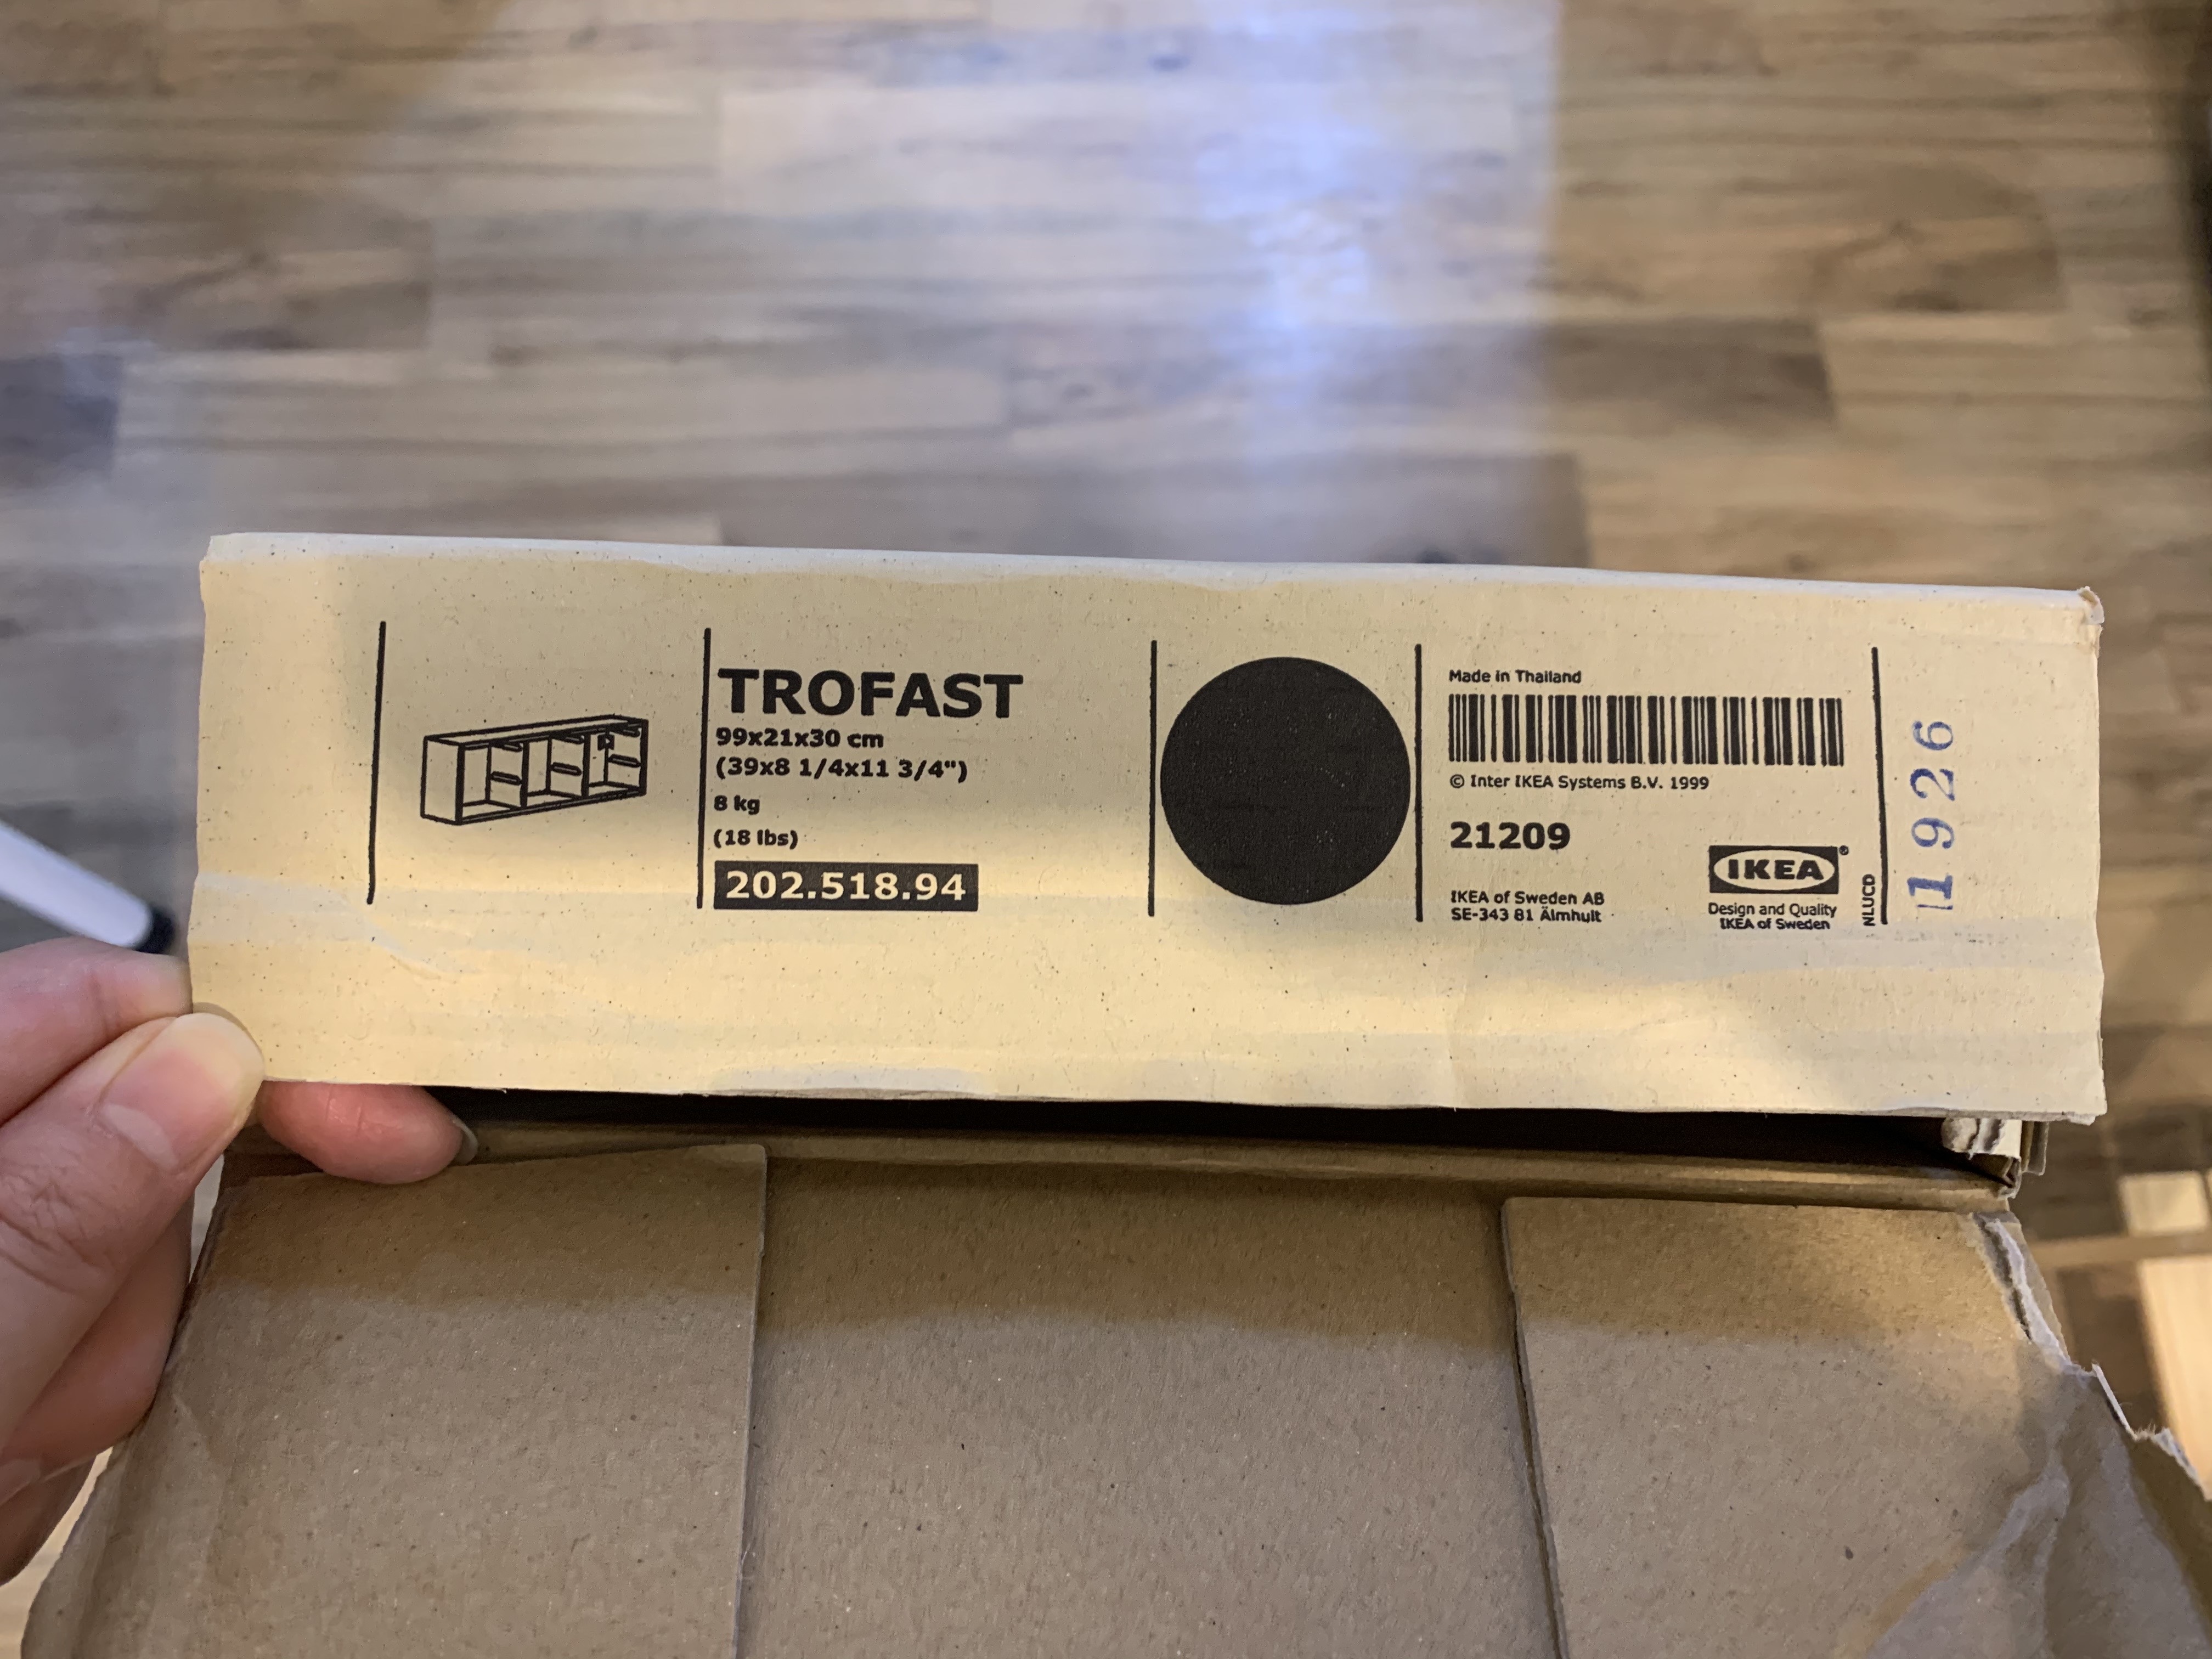 TROFAST
99x21x30 cm
(39x8 1/4x11 3/4")
8 kg
(18 lbs)
202.518.94
Made in Thailand
© Inter IKEA Systems B.V. 1999
21209
IKEA of Sweden AB
SE-343 81 Älmhult
IKEA®
Design and Quality
IKEA of Sweden
NLUCD
1926